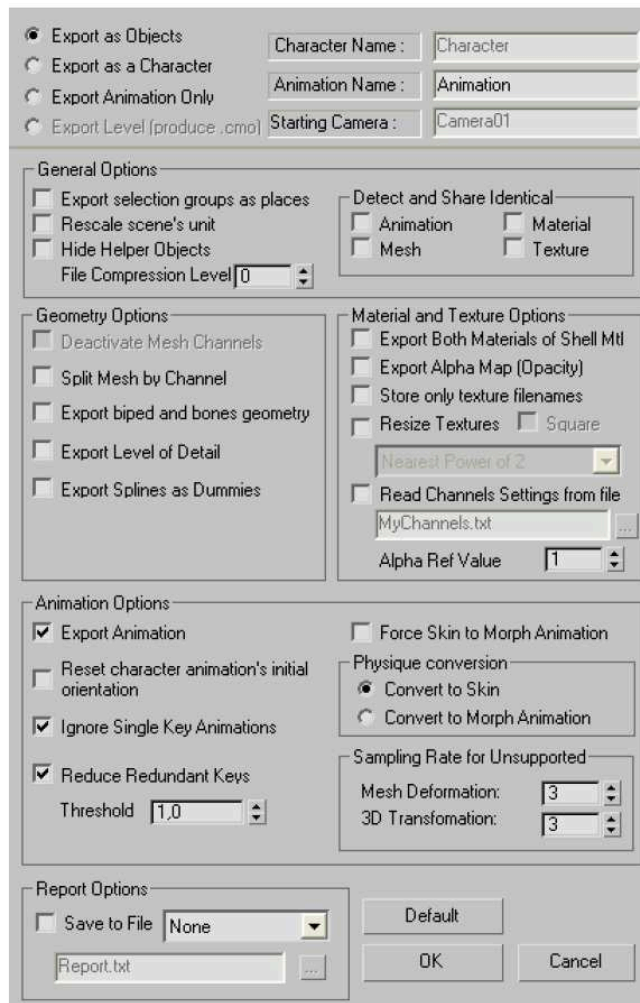 Export as Objects
Export as a Character
Export Animation Only
Export Level (produce .cmo)
Character Name : Character
Animation Name : Animation
Starting Camera : Camera01
General Options
Export selection groups as places
Rescale scene's unit
Hide Helper Objects
File Compression Level 0
Detect and Share Identical
Animation Material
Mesh Texture
Geometry Options
Deactivate Mesh Channels
Split Mesh by Channel
Export biped and bones geometry
Export Level of Detail
Export Splines as Dummies
Material and Texture Options
Export Both Materials of Shell Mtl
Export Alpha Map (Opacity)
Store only texture filenames
Resize Textures Square
Nearest Power of 2
Read Channels Settings from file
MyChannels.txt ...
Alpha Ref Value 1
Animation Options
Export Animation
Reset character animation's initial
orientation
Ignore Single Key Animations
Reduce Redundant Keys
Threshold 1,0
Force Skin to Morph Animation
Physique conversion
Convert to Skin
Convert to Morph Animation
Sampling Rate for Unsupported
Mesh Deformation: 3
3D Transfomation: 3
Report Options
Save to File None
Report.txt ...
Default
OK Cancel